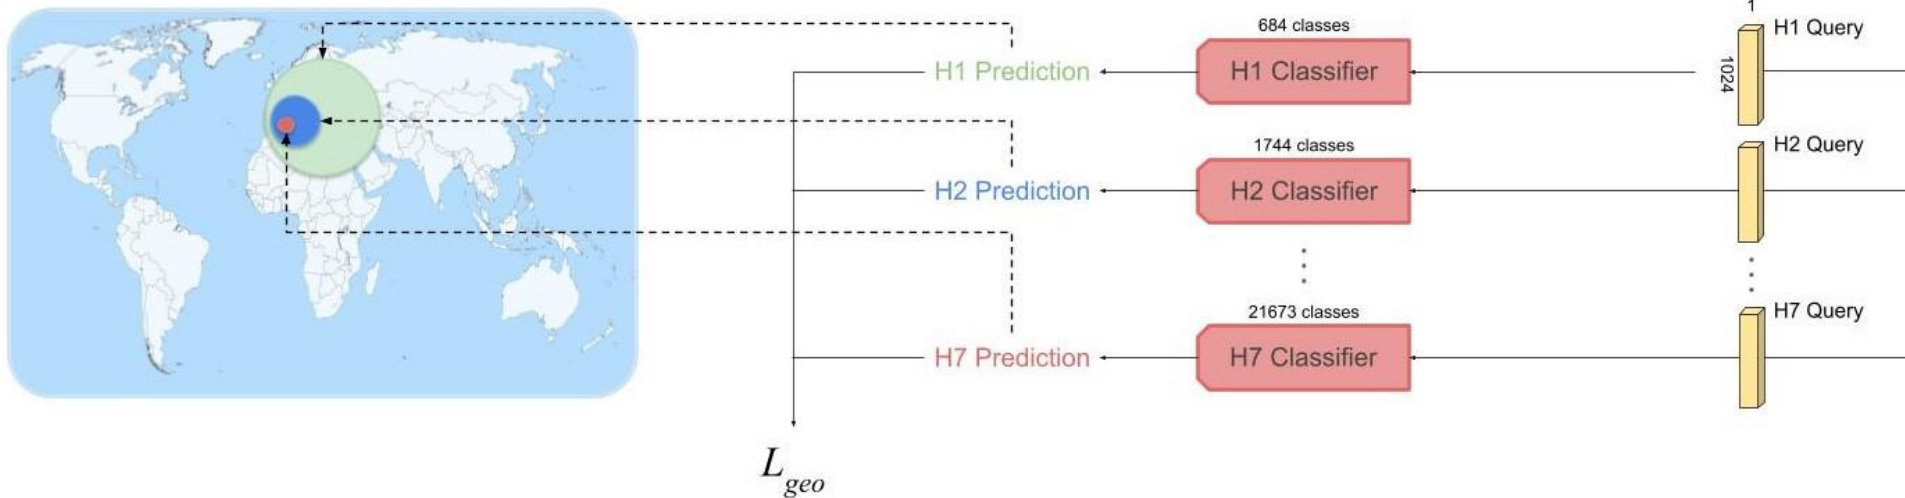 1
684 classes
H1 Query
H1 Prediction
H1 Classifier
1024
1744 classes
H2 Query
H2 Prediction
H2 Classifier
21673 classes
H7 Query
H7 Prediction
H7 Classifier
L_geo